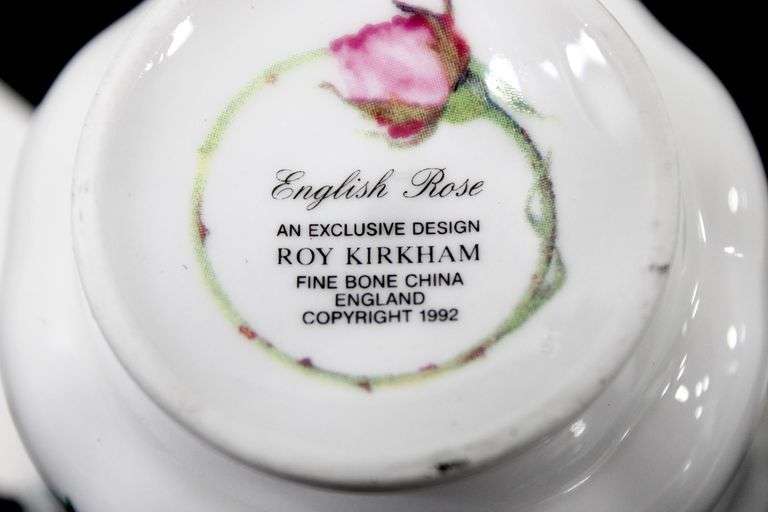 English Rose
AN EXCLUSIVE DESIGN
ROY KIRKHAM
FINE BONE CHINA
ENGLAND
COPYRIGHT 1992